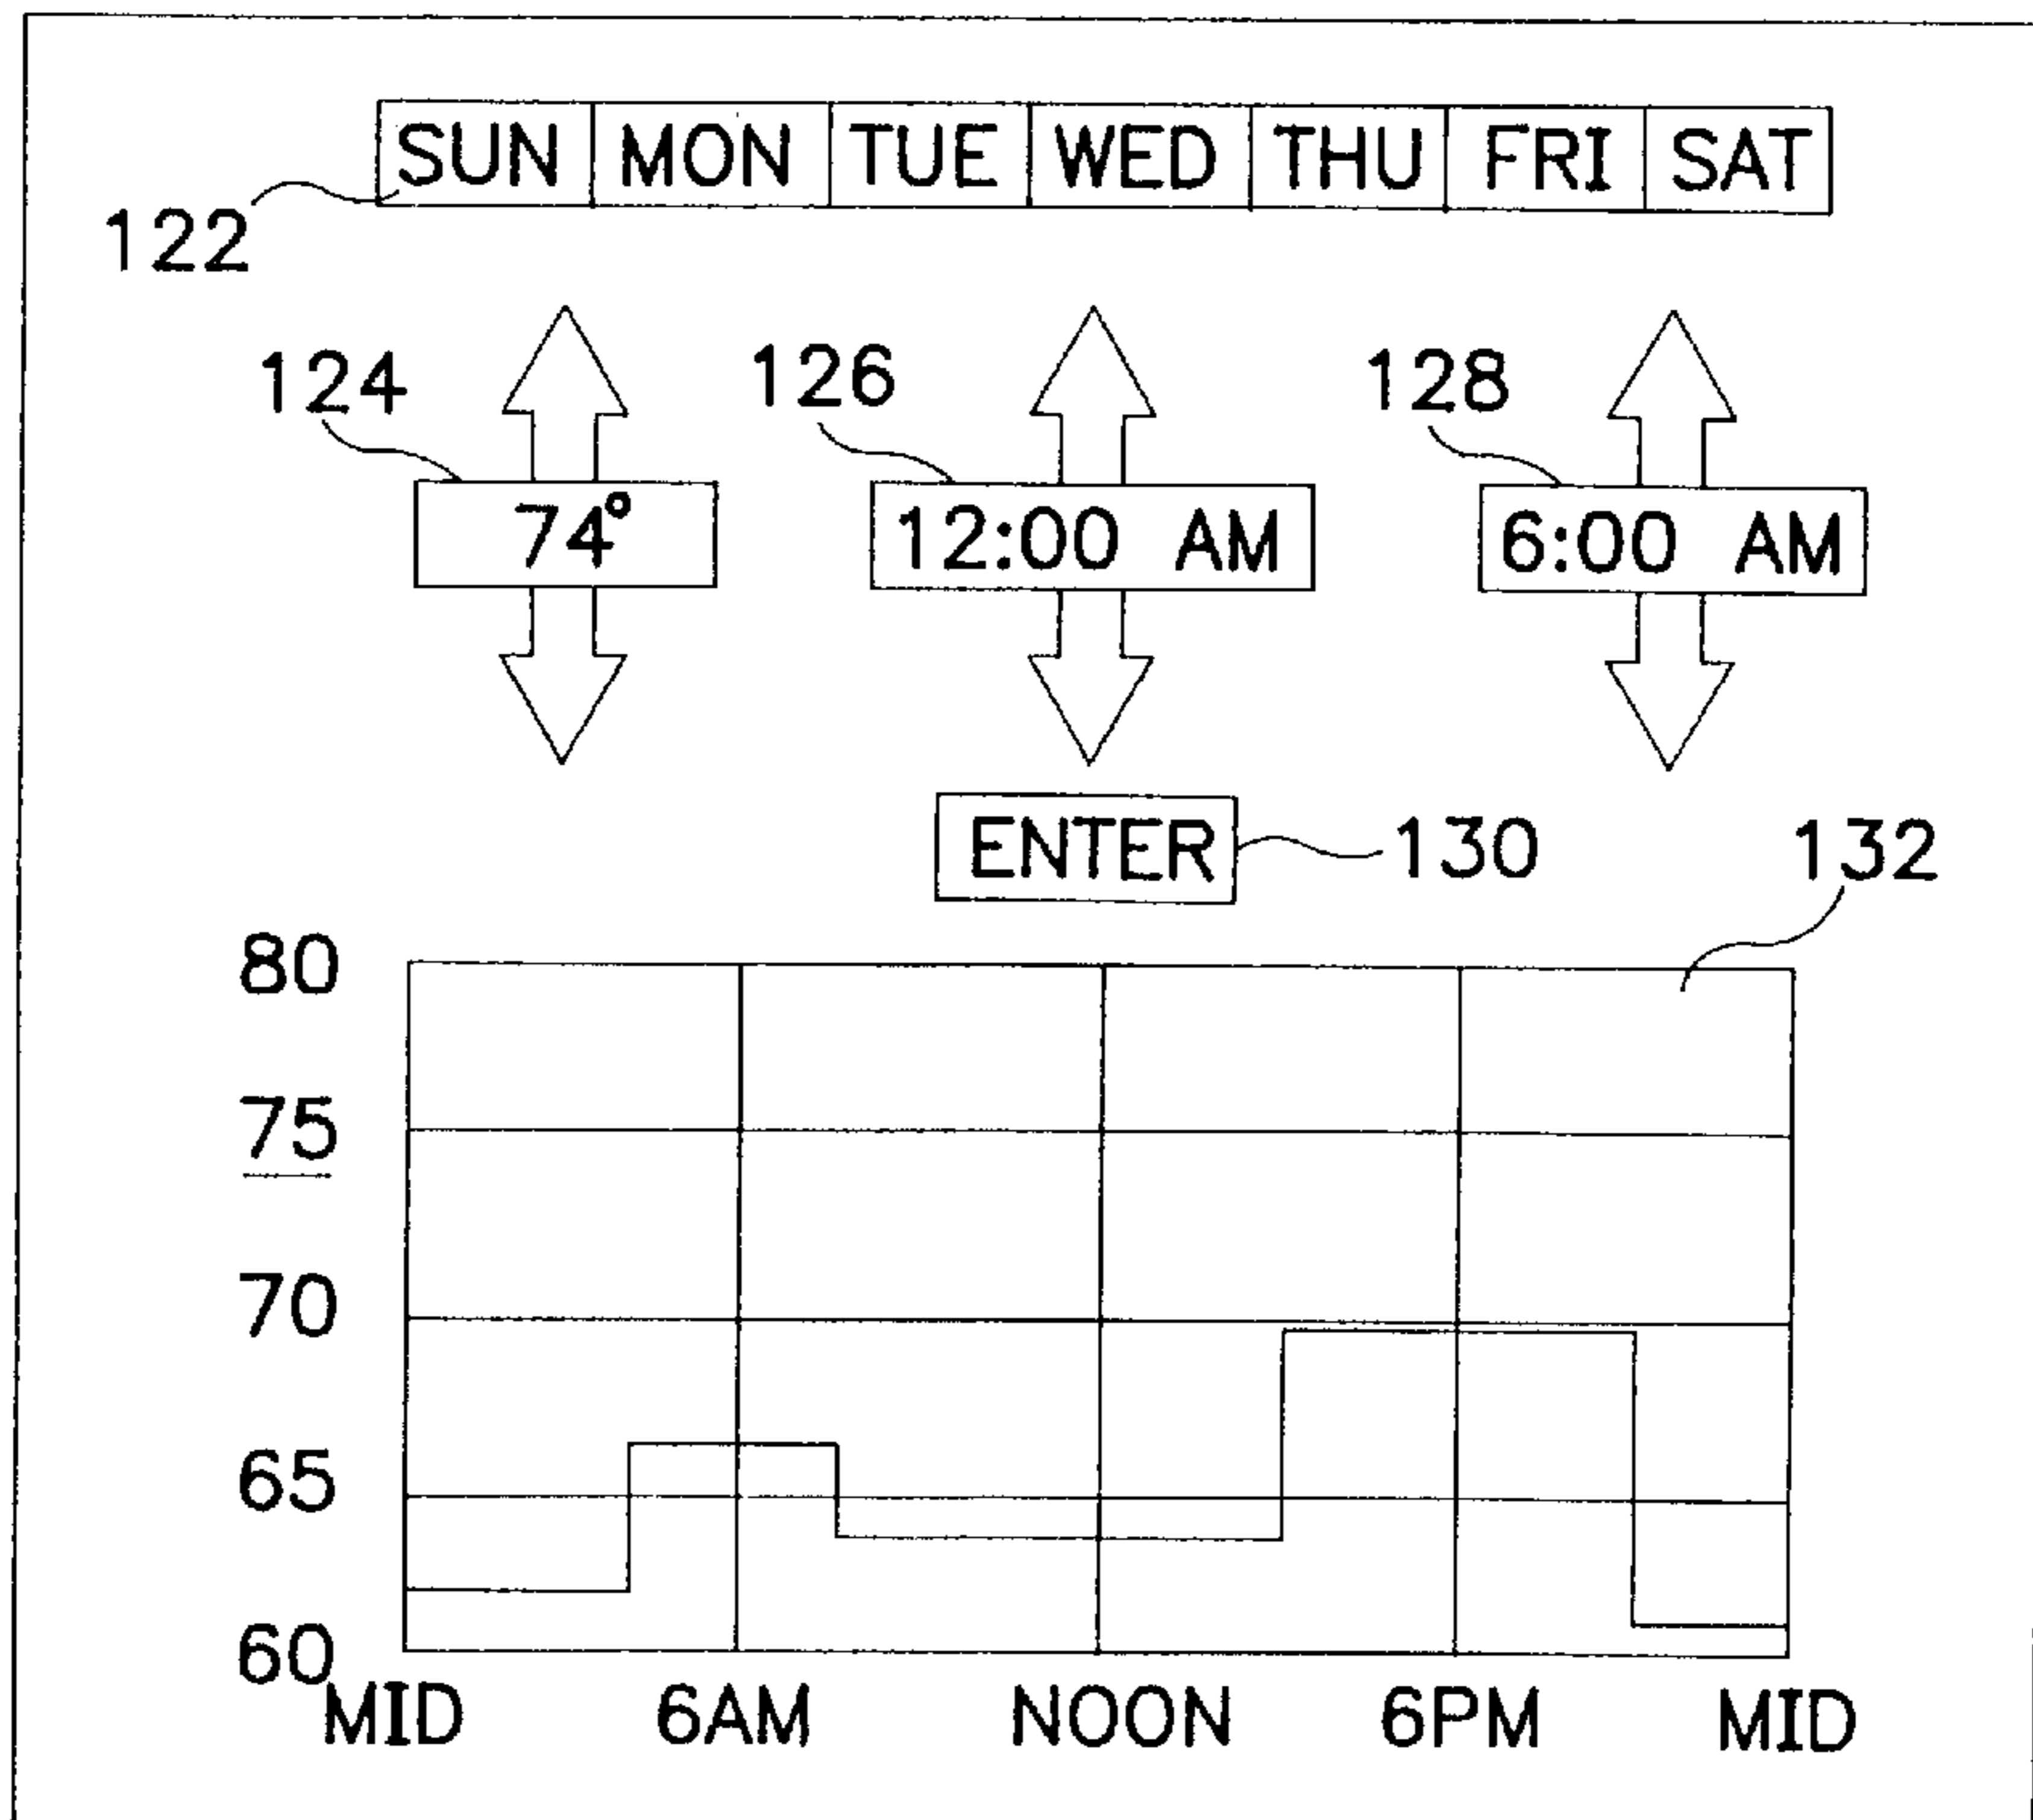 SUN MON TUE WED THU FRI SAT
122
124 126 128
74° 12:00 AM 6:00 AM
ENTER 130 132
80
75
70
65
60
MID 6AM NOON 6PM MID